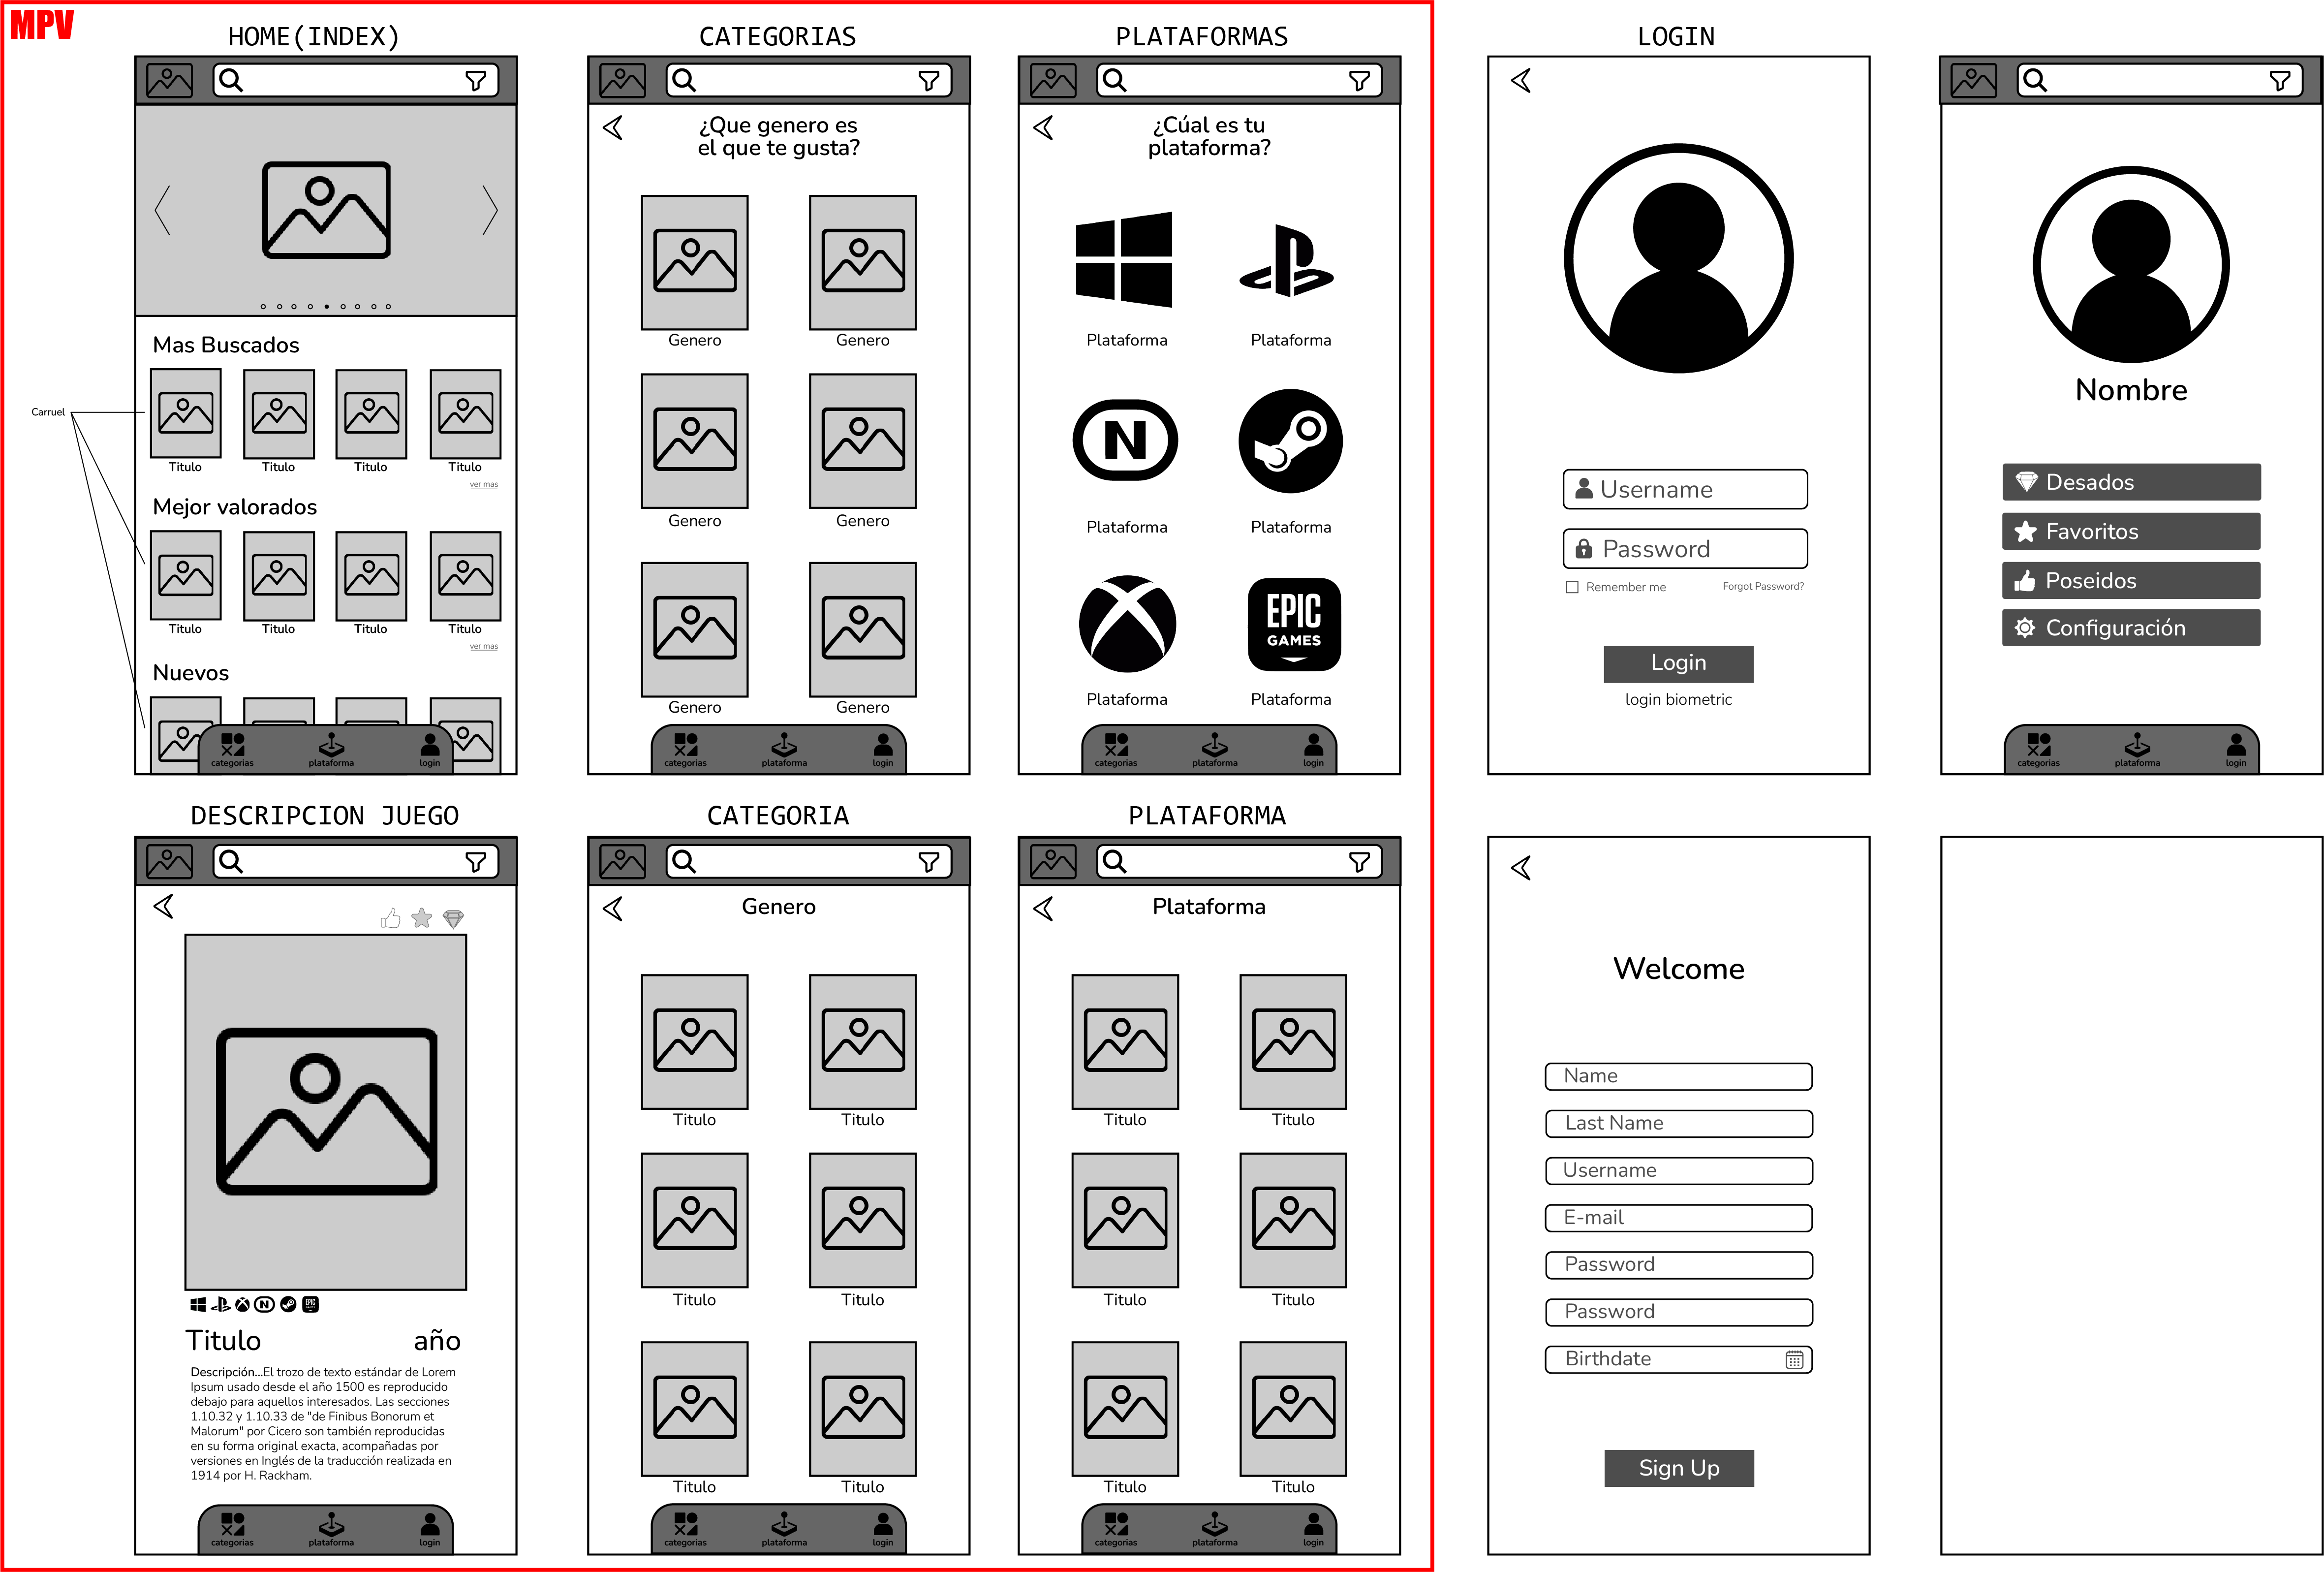 MPV
HOME(INDEX)
Mas Buscados
Carruel
Titulo Titulo Titulo Titulo
ver mas
Mejor valorados
Titulo Titulo Titulo Titulo
ver mas
Nuevos
categorias plataforma login
CATEGORIAS
¿Que genero es
el que te gusta?
Genero Genero
Genero Genero
Genero Genero
categorias plataforma login
PLATAFORMAS
¿Cúal es tu
plataforma?
Plataforma Plataforma
N
Plataforma Plataforma
EPIC
GAMES
Plataforma Plataforma
categorias plataforma login
LOGIN
Username
Password
Remember me Forgot Password?
Login
login biometric
Nombre
Desados
Favoritos
Poseidos
Configuración
categorias plataforma login
DESCRIPCION JUEGO
N EPIC
Titulo año
Descripción...El trozo de texto estándar de Lorem
Ipsum usado desde el año 1500 es reproducido
debajo para aquellos interesados. Las secciones
1.10.32 y 1.10.33 de "de Finibus Bonorum et
Malorum" por Cicero son también reproducidas
en su forma original exacta, acompañadas por
versiones en Inglés de la traducción realizada en
1914 por H. Rackham.
categorias plataforma login
CATEGORIA
Genero
Titulo Titulo
Titulo Titulo
Titulo Titulo
categorias plataforma login
PLATAFORMA
Plataforma
Titulo Titulo
Titulo Titulo
Titulo Titulo
categorias plataforma login
Welcome
Name
Last Name
Username
E-mail
Password
Password
Birthdate
Sign Up